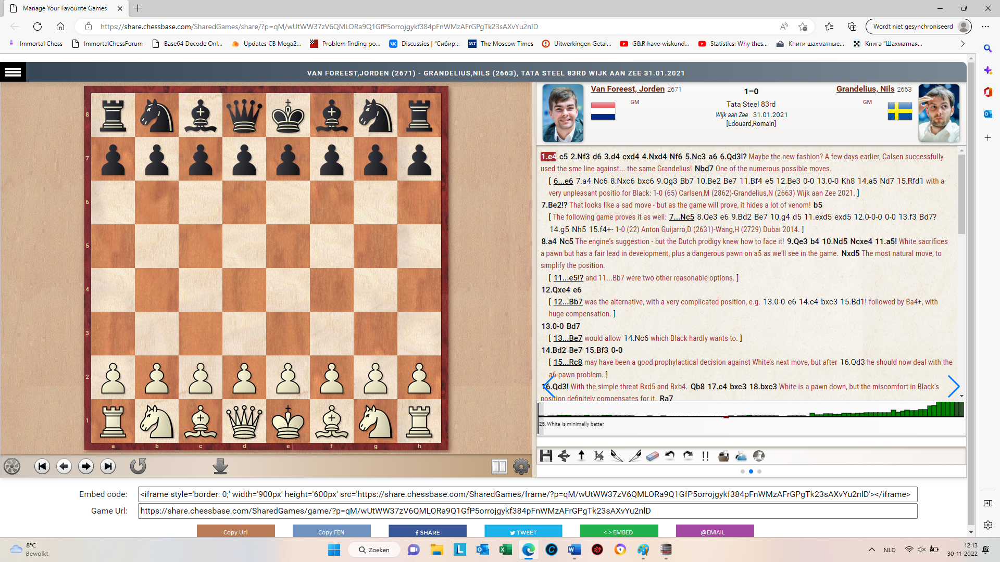 Manage Your Favourite Games
https://share.chessbase.com/SharedGames/share/?p=qM/wUtWW37zV6QMLORa9Q1GfP5orrojgykf384pFnWMzAFrGPgTk23sAXvYu2nlD
Wordt niet gesynchroniseerd
Immortal Chess
ImmortalChessForum
Base64 Decode Onl...
Updates CB Mega2...
Problem finding po...
Discussies | "Сибир...
MT The Moscow Times
Uitwerkingen Getal...
G&R havo wiskund...
Statistics: Why thes...
Книги шахматные...
Книга "Шахматная...
VAN FOREEST,JORDEN (2671) - GRANDELIUS,NILS (2663), TATA STEEL 83RD WIJK AAN ZEE 31.01.2021
8
7
6
5
4
3
2
1
a b c d e f g h
Van Foreest, Jorden 2671
GM
1–0
Tata Steel 83rd
Wijk aan Zee 31.01.2021
[Edouard,Romain]
Grandelius, Nils 2663
GM
1.e4 c5 2.Nf3 d6 3.d4 cxd4 4.Nxd4 Nf6 5.Nc3 a6 6.Qd3!? Maybe the new fashion? A few days earlier, Calsen successfully
used the sme line against... the same Grandelius! Nbd7 One of the numerous possible moves.
[ 6...e6 7.a4 Nc6 8.Nxc6 bxc6 9.Qg3 Bb7 10.Be2 Be7 11.Bf4 e5 12.Be3 0-0 13.0-0 Kh8 14.a5 Nd7 15.Rfd1 with a
very unpleasant positio for Black: 1-0 (65) Carlsen,M (2862)-Grandelius,N (2663) Wijk aan Zee 2021. ]
7.Be2!? That looks like a sad move - but as the game will prove, it hides a lot of venom! b5
[ The following game proves it as well: 7...Nc5 8.Qe3 e6 9.Bd2 Be7 10.g4 d5 11.exd5 exd5 12.0-0-0 0-0 13.f3 Bd7?
14.g5 Nh5 15.f4+- 1-0 (22) Anton Guijarro,D (2631)-Wang,H (2729) Dubai 2014. ]
8.a4 Nc5 The engine's suggestion - but the Dutch prodigy knew how to face it! 9.Qe3 b4 10.Nd5 Ncxe4 11.a5! White sacrifices
a pawn but has a fair lead in development, plus a dangerous pawn on a5 as we'll see in the game. Nxd5 The most natural move, to
simplify the position.
[ 11...e5!? and 11...Bb7 were two other reasonable options. ]
12.Qxe4 e6
[ 12...Bb7 was the alternative, with a very complicated position, e.g. 13.0-0 e6 14.c4 bxc3 15.Bd1! followed by Ba4+, with
huge compensation. ]
13.0-0 Bd7
[ 13...Be7 would allow 14.Nc6 which Black hardly wants to. ]
14.Bd2 Be7 15.Bf3 0-0
[ 15...Rc8 may have been a good prophylactical decision against White's next move, but after 16.Qd3 he should now deal with the
a6-pawn problem. ]
16.Qd3! With the simple threat Bxd5 and Bxb4. Qb8 17.c4 bxc3 18.bxc3 White is a pawn down, but the miscomfort in Black's
position definitely compensates for it. Ra7
25, White is minimally better
Embed code: <iframe style='border: 0;' width='900px' height='600px' src='https://share.chessbase.com/SharedGames/frame/?p=qM/wUtWW37zV6QMLORa9Q1GfP5orrojgykf384pFnWMzAFrGPgTk23sAXvYu2nlD'></iframe>
Game Url: https://share.chessbase.com/SharedGames/game/?p=qM/wUtWW37zV6QMLORa9Q1GfP5orrojgykf384pFnWMzAFrGPgTk23sAXvYu2nlD
Copy Url
Copy FEN
SHARE
TWEET
< > EMBED
@EMAIL
8°C
Bewolkt
Zoeken
NLD
12:13
30-11-2022